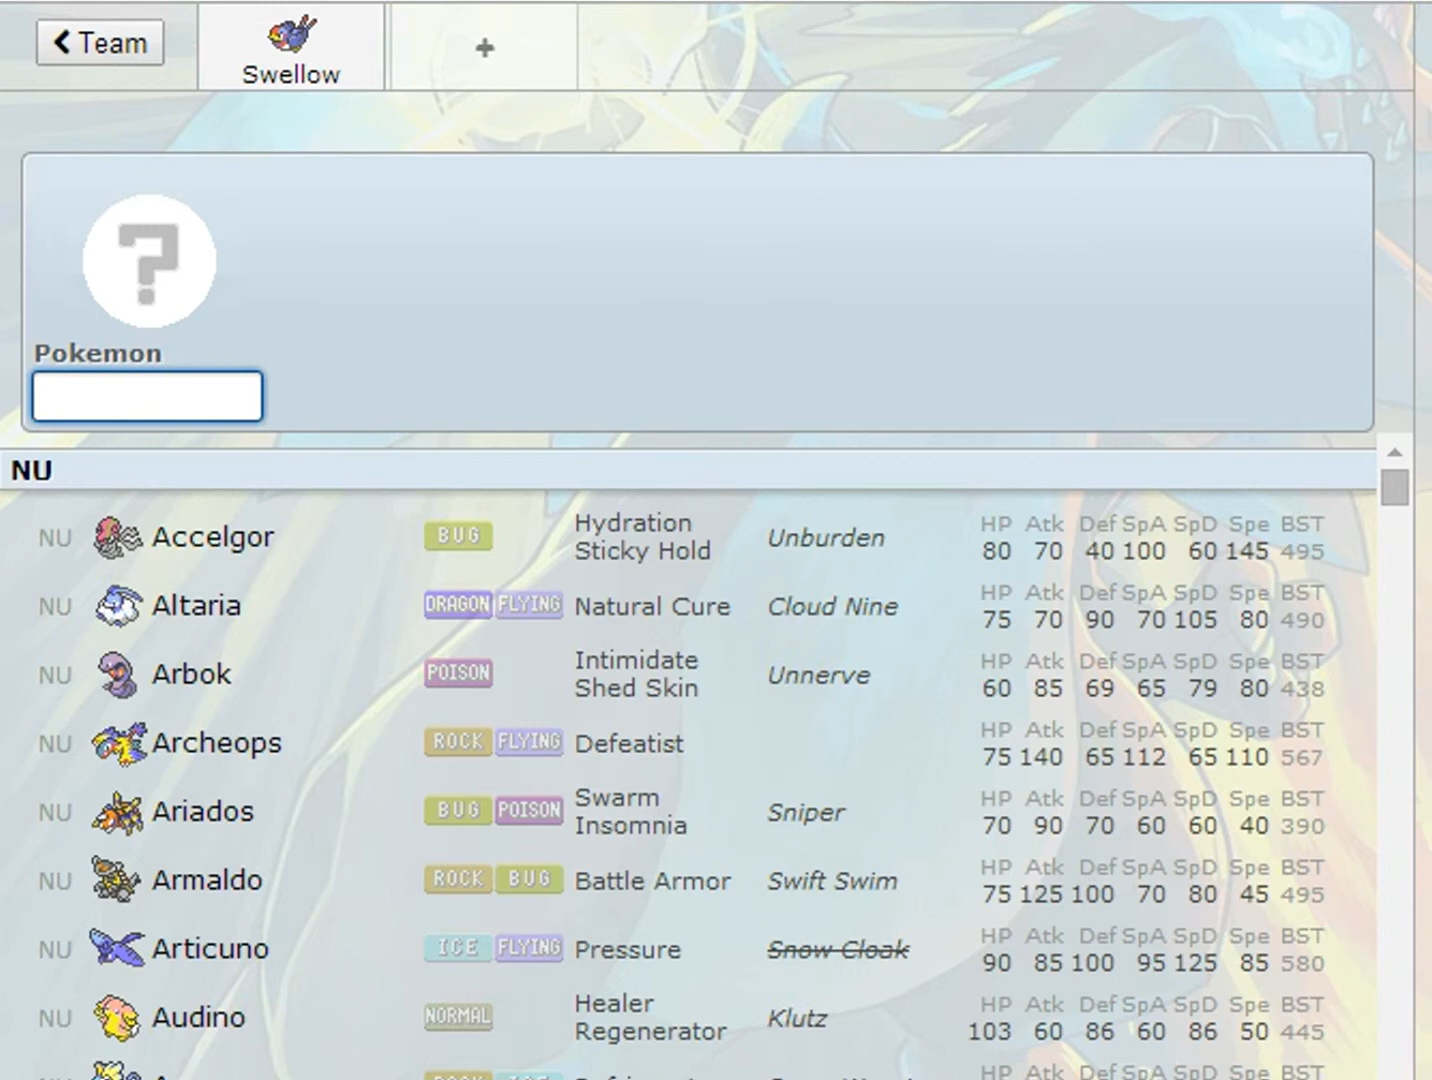 Team
Swellow
+
?
Pokemon
NU
NU Accelgor BUG Hydration Sticky Hold Unburden HP 80 Atk 70 Def 40 SpA 100 SpD 60 Spe 145 BST 495
NU Altaria DRAGON FLYING Natural Cure Cloud Nine HP 75 Atk 70 Def 90 SpA 70 SpD 105 Spe 80 BST 490
NU Arbok POISON Intimidate Shed Skin Unnerve HP 60 Atk 85 Def 69 SpA 65 SpD 79 Spe 80 BST 438
NU Archeops ROCK FLYING Defeatist HP 75 Atk 140 Def 65 SpA 112 SpD 65 Spe 110 BST 567
NU Ariados BUG POISON Swarm Insomnia Sniper HP 70 Atk 90 Def 70 SpA 60 SpD 60 Spe 40 BST 390
NU Armaldo ROCK BUG Battle Armor Swift Swim HP 75 Atk 125 Def 100 SpA 70 SpD 80 Spe 45 BST 495
NU Articuno ICE FLYING Pressure Snow Cloak HP 90 Atk 85 Def 100 SpA 95 SpD 125 Spe 85 BST 580
NU Audino NORMAL Healer Regenerator Klutz HP 103 Atk 60 Def 86 SpA 60 SpD 86 Spe 50 BST 445
HP Atk Def SpA SpD Spe BST